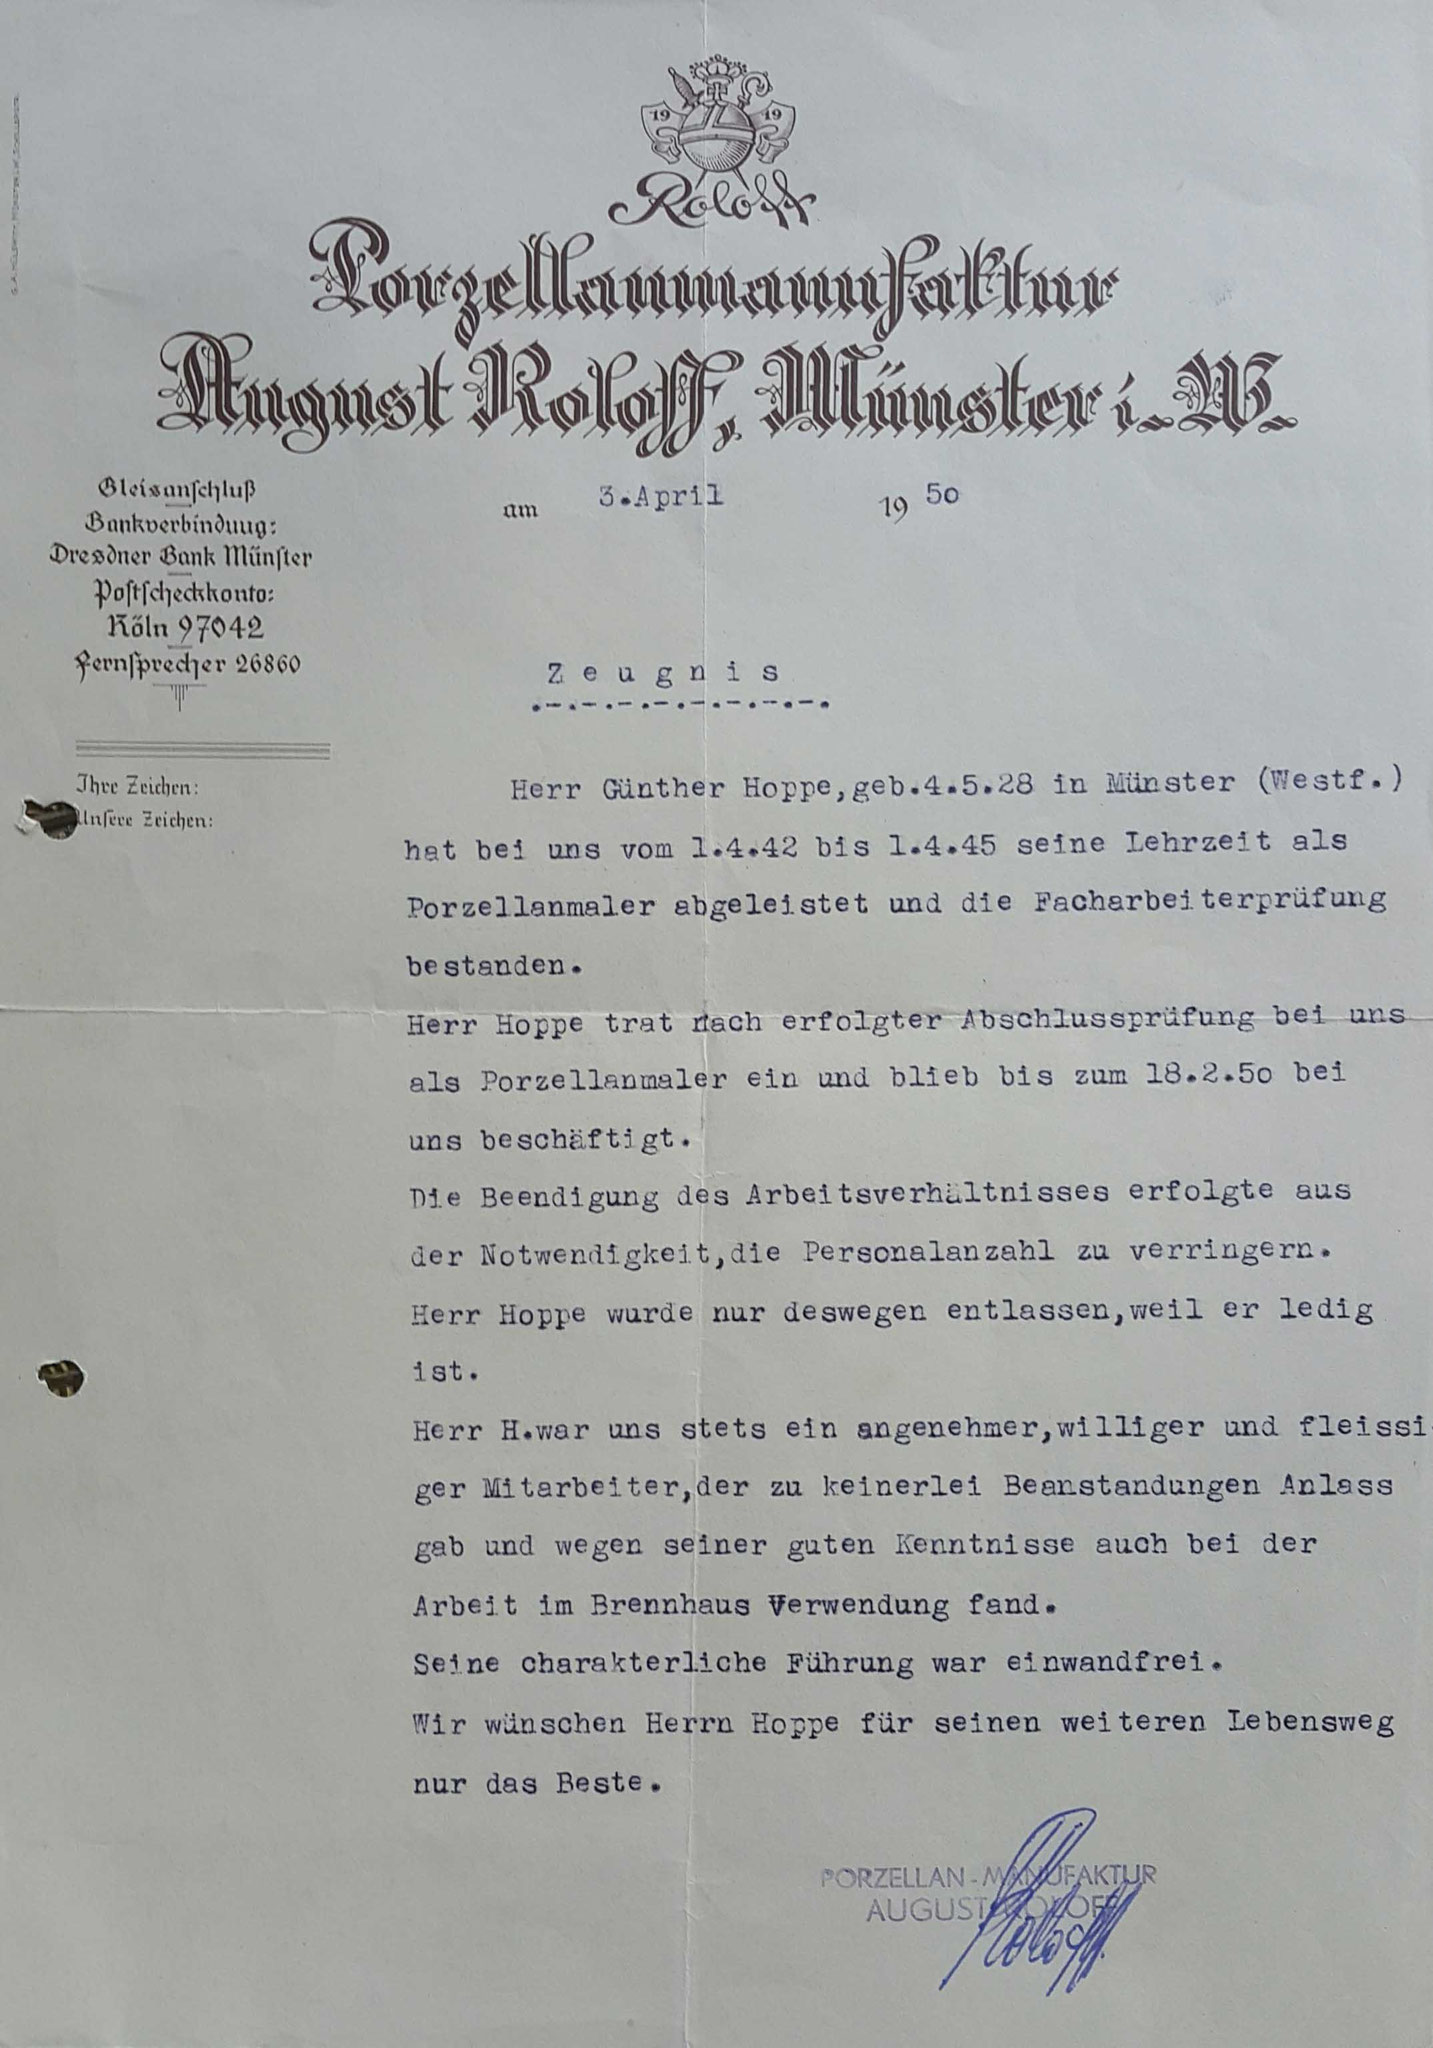 19 19
Roloff
Porzellanmanufaktur
August Roloff, Münster i. W.
Gleisanschluß
Bankverbindung:
Dresdner Bank Münster
Postscheckkonto:
Köln 97042
Fernsprecher 26860
am 3.April 19 50
Zeugnis
.-.-.-.-.-.-.-.-.
Ihre Zeichen:
Unsere Zeichen:
Herr Günther Hoppe,geb.4.5.28 in Münster (Westf.)
hat bei uns vom 1.4.42 bis 1.4.45 seine Lehrzeit als
Porzellanmaler abgeleistet und die Facharbeiterprüfung
bestanden.
Herr Hoppe trat nach erfolgter Abschlussprüfung bei uns
als Porzellanmaler ein und blieb bis zum 18.2.50 bei
uns beschäftigt.
Die Beendigung des Arbeitsverhältnisses erfolgte aus
der Notwendigkeit,die Personalanzahl zu verringern.
Herr Hoppe wurde nur deswegen entlassen,weil er ledig
ist.
Herr H.war uns stets ein angenehmer,williger und fleissi-
ger Mitarbeiter,der zu keinerlei Beanstandungen Anlass
gab und wegen seiner guten Kenntnisse auch bei der
Arbeit im Brennhaus Verwendung fand.
Seine charakterliche Führung war einwandfrei.
Wir wünschen Herrn Hoppe für seinen weiteren Lebensweg
nur das Beste.
PORZELLAN-MANUFAKTUR
AUGUST ROLOFF
Roloff